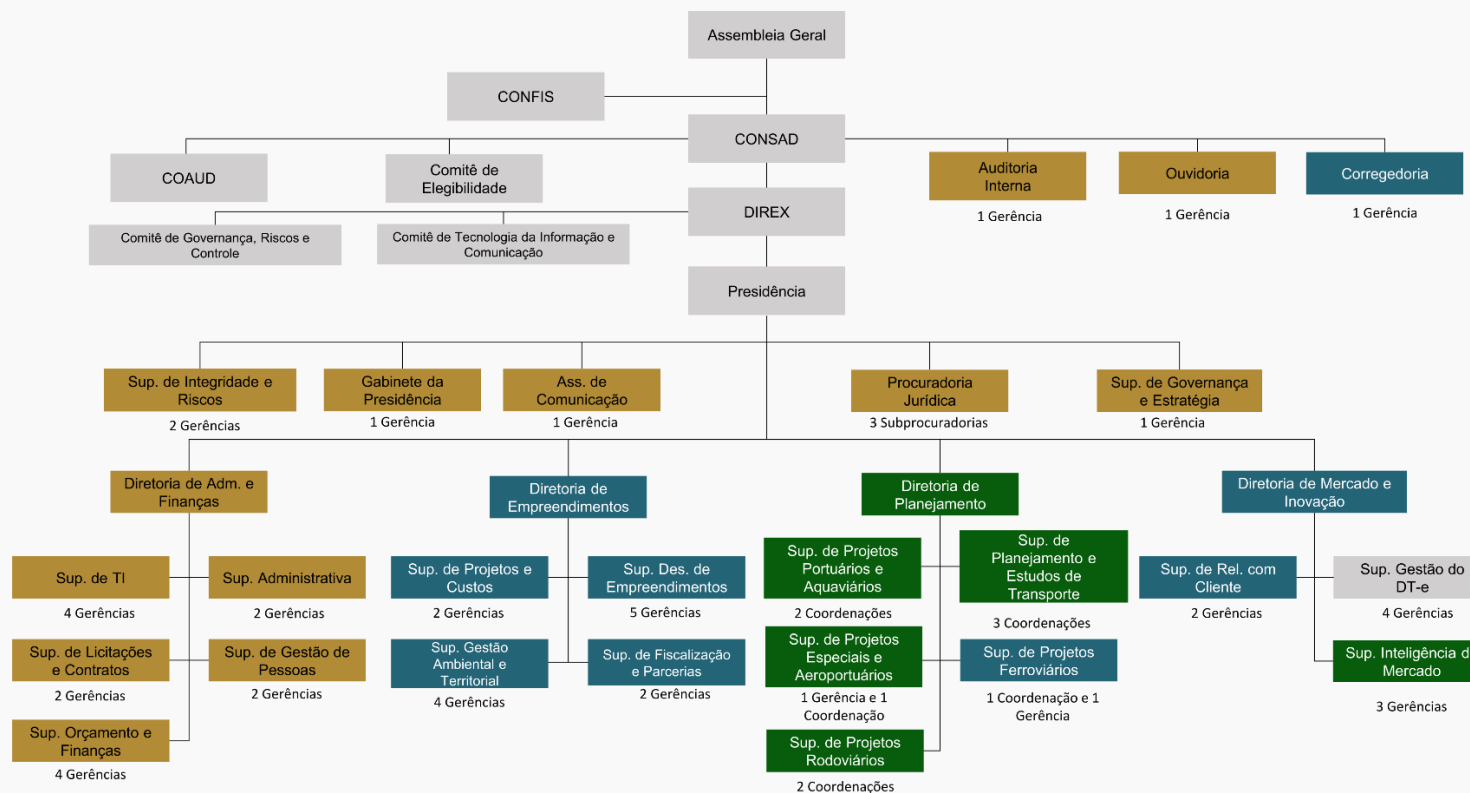 Assembleia Geral
CONFIS
CONSAD
COAUD
Comitê de
Elegibilidade
Auditoria
Interna
1 Gerência
Ouvidoria
1 Gerência
Corregedoria
1 Gerência
DIREX
Comitê de Governança, Riscos e
Controle
Comitê de Tecnologia da Informação e
Comunicação
Presidência
Sup. de Integridade e
Riscos
2 Gerências
Gabinete da
Presidência
1 Gerência
Ass. de
Comunicação
1 Gerência
Procuradoria
Jurídica
3 Subprocuradorias
Sup. de Governança
e Estratégia
1 Gerência
Diretoria de Adm. e
Finanças
Diretoria de
Empreendimentos
Diretoria de
Planejamento
Diretoria de Mercado e
Inovação
Sup. de TI
4 Gerências
Sup. Administrativa
2 Gerências
Sup. de Licitações
e Contratos
2 Gerências
Sup. de Gestão de
Pessoas
2 Gerências
Sup. Orçamento e
Finanças
4 Gerências
Sup. de Projetos e
Custos
2 Gerências
Sup. Des. de
Empreendimentos
5 Gerências
Sup. Gestão
Ambiental e
Territorial
4 Gerências
Sup. de Fiscalização
e Parcerias
2 Gerências
Sup. de Projetos
Portuários e
Aquaviários
2 Coordenações
Sup. de
Planejamento e
Estudos de
Transporte
3 Coordenações
Sup. de Projetos
Especiais e
Aeroportuários
1 Gerência e 1
Coordenação
Sup. de Projetos
Ferroviários
1 Coordenação e 1
Gerência
Sup. de Projetos
Rodoviários
2 Coordenações
Sup. de Rel. com
Cliente
2 Gerências
Sup. Gestão do
DT-e
4 Gerências
Sup. Inteligência d
Mercado
3 Gerências